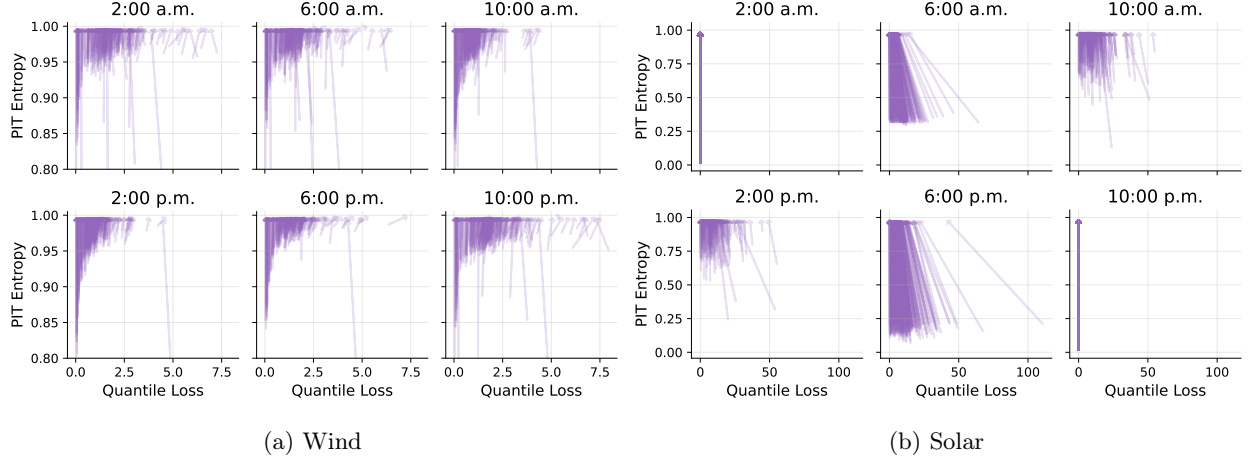 2:00 a.m. 6:00 a.m. 10:00 a.m.
PIT Entropy
1.00
0.95
0.90
0.85
0.80
2:00 p.m. 6:00 p.m. 10:00 p.m.
PIT Entropy
1.00
0.95
0.90
0.85
0.80
0.0 2.5 5.0 7.5 0.0 2.5 5.0 7.5 0.0 2.5 5.0 7.5
Quantile Loss Quantile Loss Quantile Loss
(a) Wind
2:00 a.m. 6:00 a.m. 10:00 a.m.
PIT Entropy
1.00
0.75
0.50
0.25
0.00
2:00 p.m. 6:00 p.m. 10:00 p.m.
PIT Entropy
1.00
0.75
0.50
0.25
0.00
0 50 100 0 50 100 0 50 100
Quantile Loss Quantile Loss Quantile Loss
(b) Solar